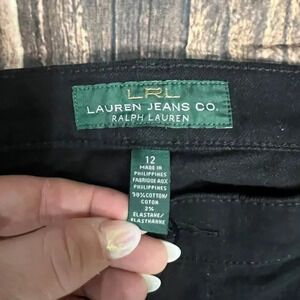 LRL
LAUREN JEANS CO.
RALPH LAUREN
12
MADE IN
PHILIPPINES
FABRIQUE AUX
PHILIPPINES
98% COTTON/
COTON
2%
ELASTANE/
ELASTHANNE